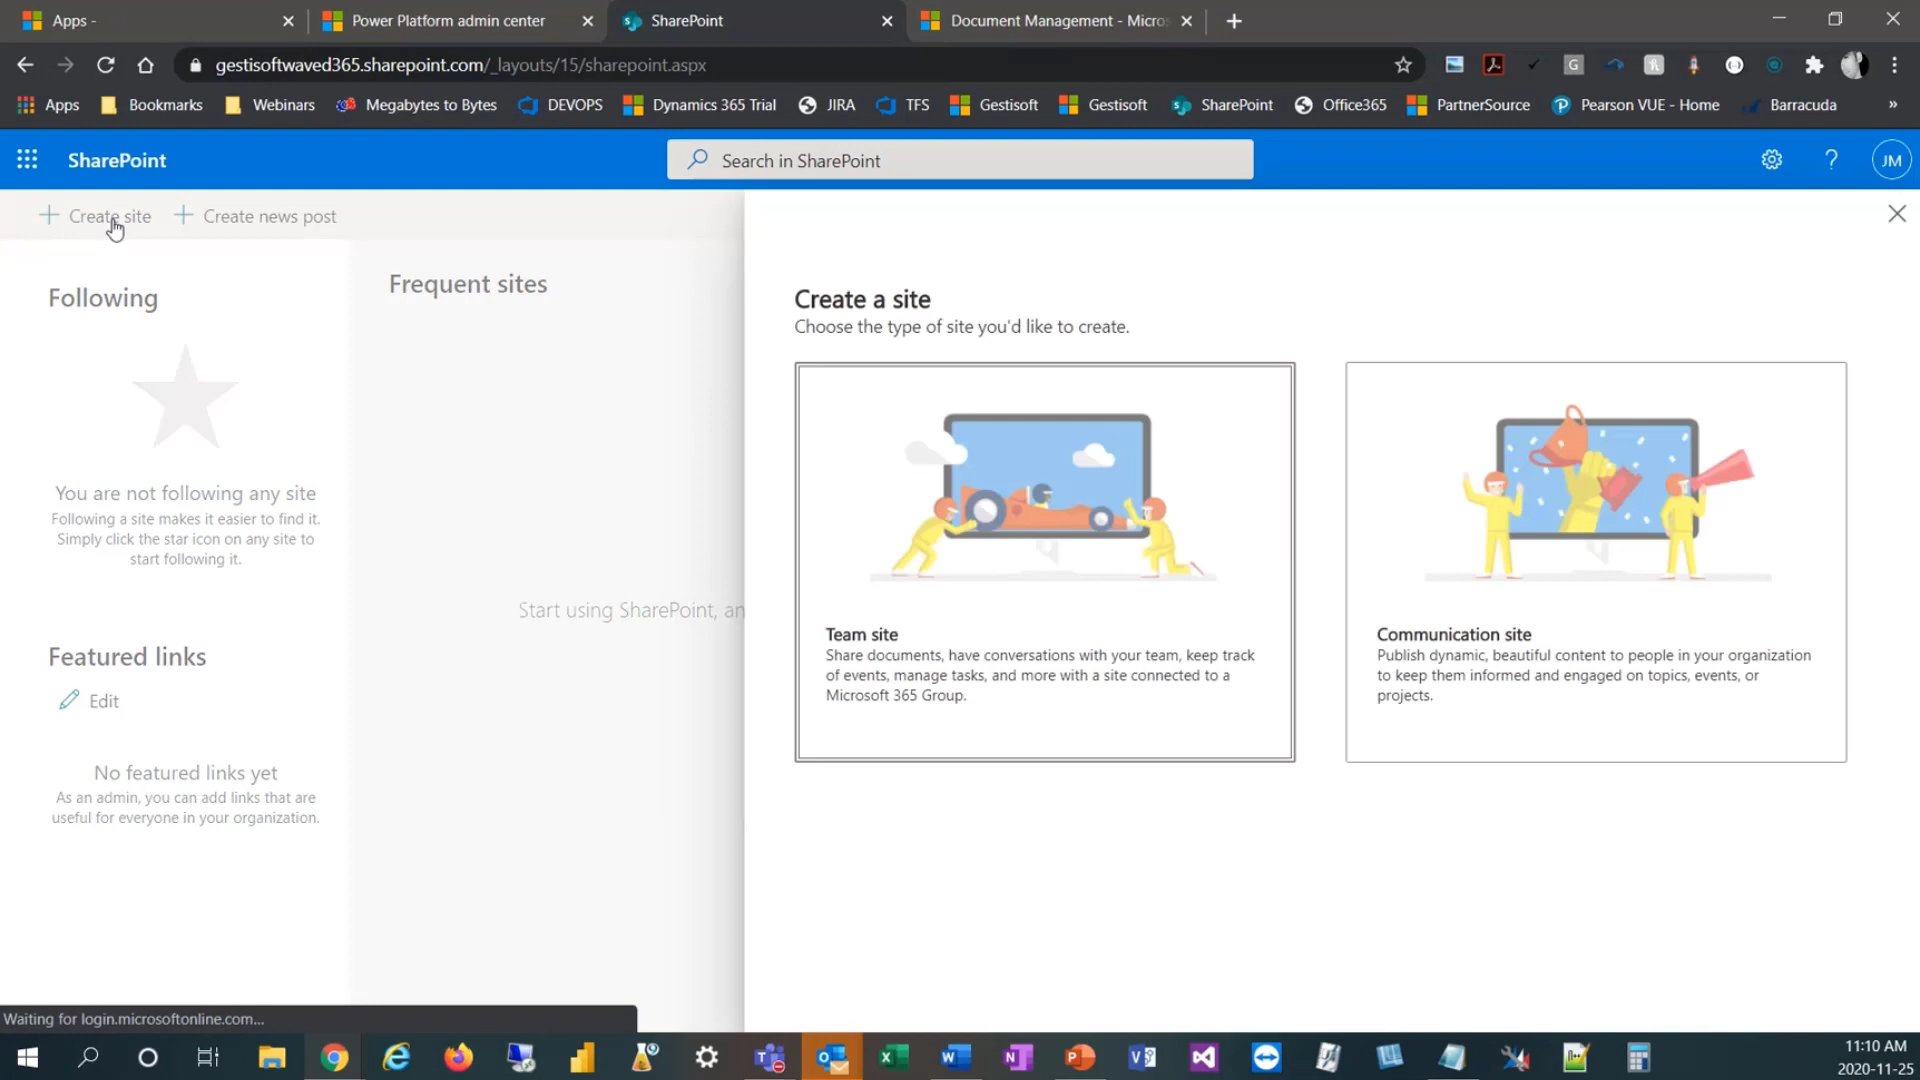 Apps -
Power Platform admin center
SharePoint
Document Management - Micros
gestisoftwaved365.sharepoint.com/_layouts/15/sharepoint.aspx
Apps
Bookmarks
Webinars
Megabytes to Bytes
DEVOPS
Dynamics 365 Trial
JIRA
TFS
Gestisoft
Gestisoft
SharePoint
Office365
PartnerSource
Pearson VUE - Home
Barracuda
»
SharePoint
Search in SharePoint
JM
Create site
Create news post
Following
Frequent sites
You are not following any site
Following a site makes it easier to find it.
Simply click the star icon on any site to
start following it.
Start using SharePoint, an
Featured links
Edit
No featured links yet
As an admin, you can add links that are
useful for everyone in your organization.
Create a site
Choose the type of site you'd like to create.
Team site
Share documents, have conversations with your team, keep track
of events, manage tasks, and more with a site connected to a
Microsoft 365 Group.
Communication site
Publish dynamic, beautiful content to people in your organization
to keep them informed and engaged on topics, events, or
projects.
Waiting for login.microsoftonline.com...
11:10 AM
2020-11-25